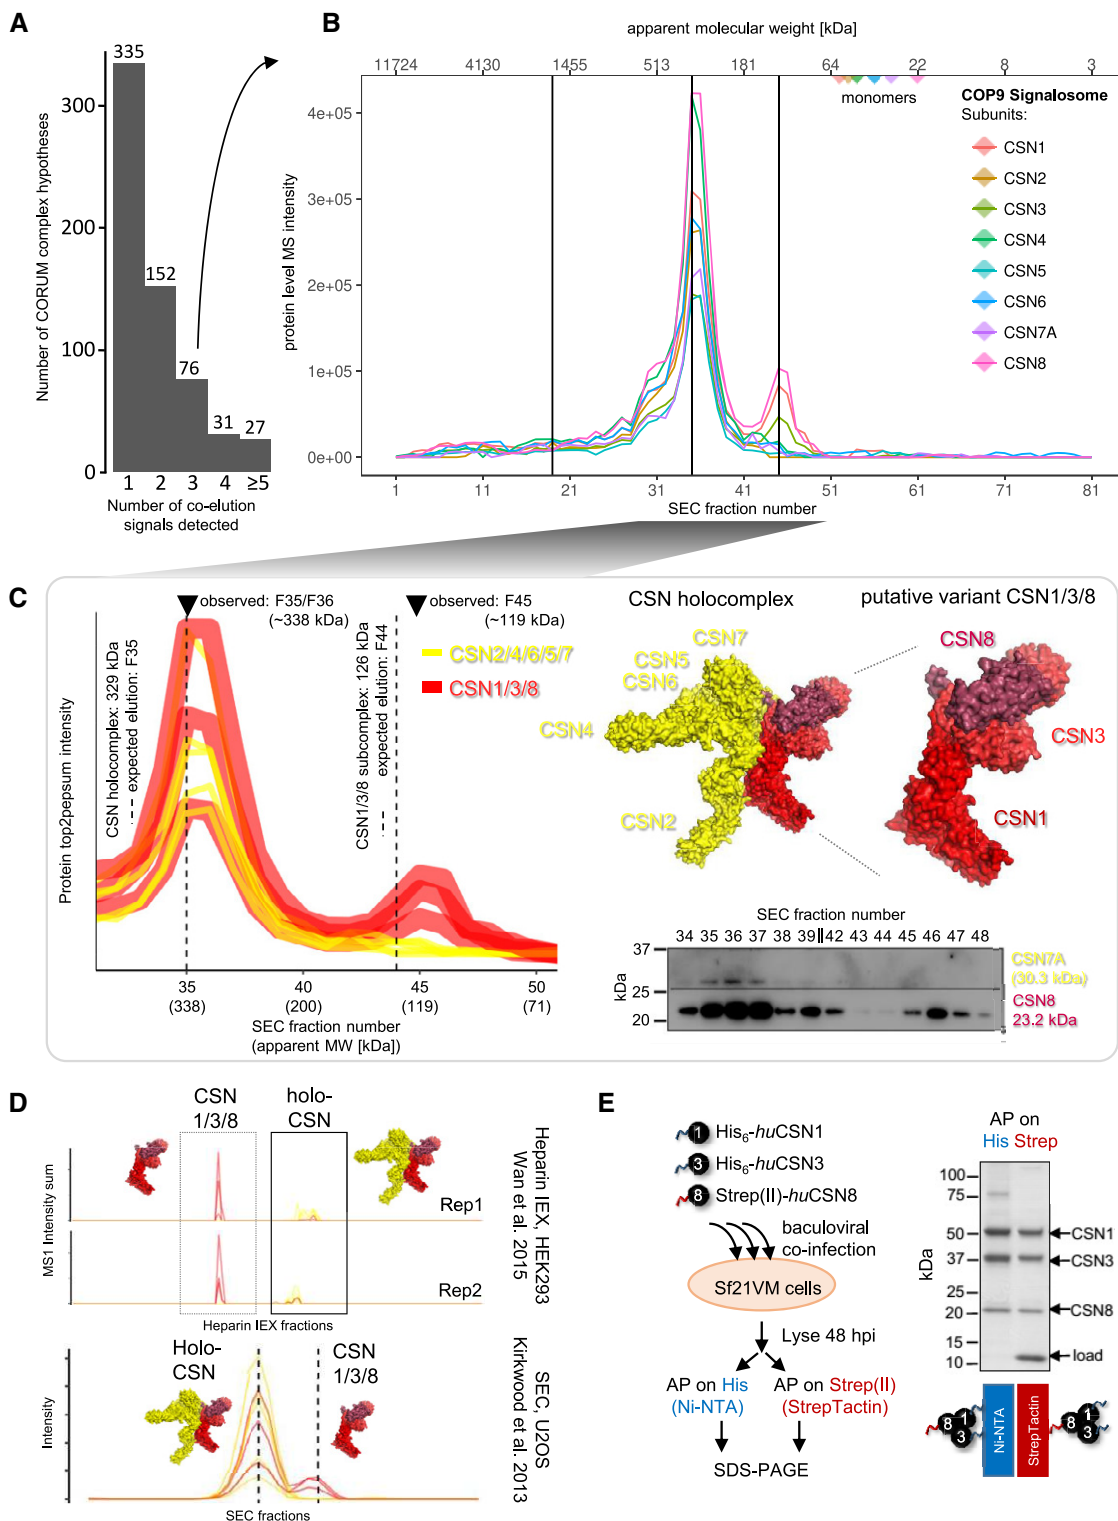 A
335
300
200
100
0
152
76
31
27
1 2 3 4 ≥5
Number of co-elution
signals detected
Number of CORUM complex hypotheses
B
apparent molecular weight [kDa]
11724 4130 1455 513 181 64 22 8 3
monomers
COP9 Signalosome
Subunits:
CSN1
CSN2
CSN3
CSN4
CSN5
CSN6
CSN7A
CSN8
4e+05
3e+05
2e+05
1e+05
0e+00
protein level MS intensity
1 11 21 31 41 51 61 71 81
SEC fraction number
C
observed: F35/F36
(~338 kDa)
observed: F45
(~119 kDa)
CSN2/4/6/5/7
CSN1/3/8
CSN holocomplex: 329 kDa
expected elution: F35
CSN1/3/8 subcomplex: 126 kDa
expected elution: F44
Protein top2pepsum intensity
35 40 45 50
(338) (200) (119) (71)
SEC fraction number
(apparent MW [kDa])
CSN holocomplex
putative variant CSN1/3/8
CSN7
CSN5
CSN6
CSN4
CSN2
CSN8
CSN3
CSN1
SEC fraction number
34 35 36 37 38 39 42 43 44 45 46 47 48
37
25
20
kDa
CSN7A
(30.3 kDa)
CSN8
23.2 kDa
D
CSN
1/3/8
holo-
CSN
Rep1
Rep2
MS1 Intensity sum
Heparin IEX fractions
Heparin IEX, HEK293
Wan et al. 2015
Holo-
CSN
CSN
1/3/8
Intensity
SEC fractions
SEC, U2OS
Kirkwood et al. 2013
E
1 His6-huCSN1
3 His6-huCSN3
8 Strep(II)-huCSN8
baculoviral
co-infection
Sf21VM cells
Lyse 48 hpi
AP on His
(Ni-NTA)
AP on Strep(II)
(StrepTactin)
SDS-PAGE
AP on
His Strep
100
75
50
37
25
20
15
10
kDa
CSN1
CSN3
CSN8
load
8 1 3
Ni-NTA
StrepTactin
8 1 3